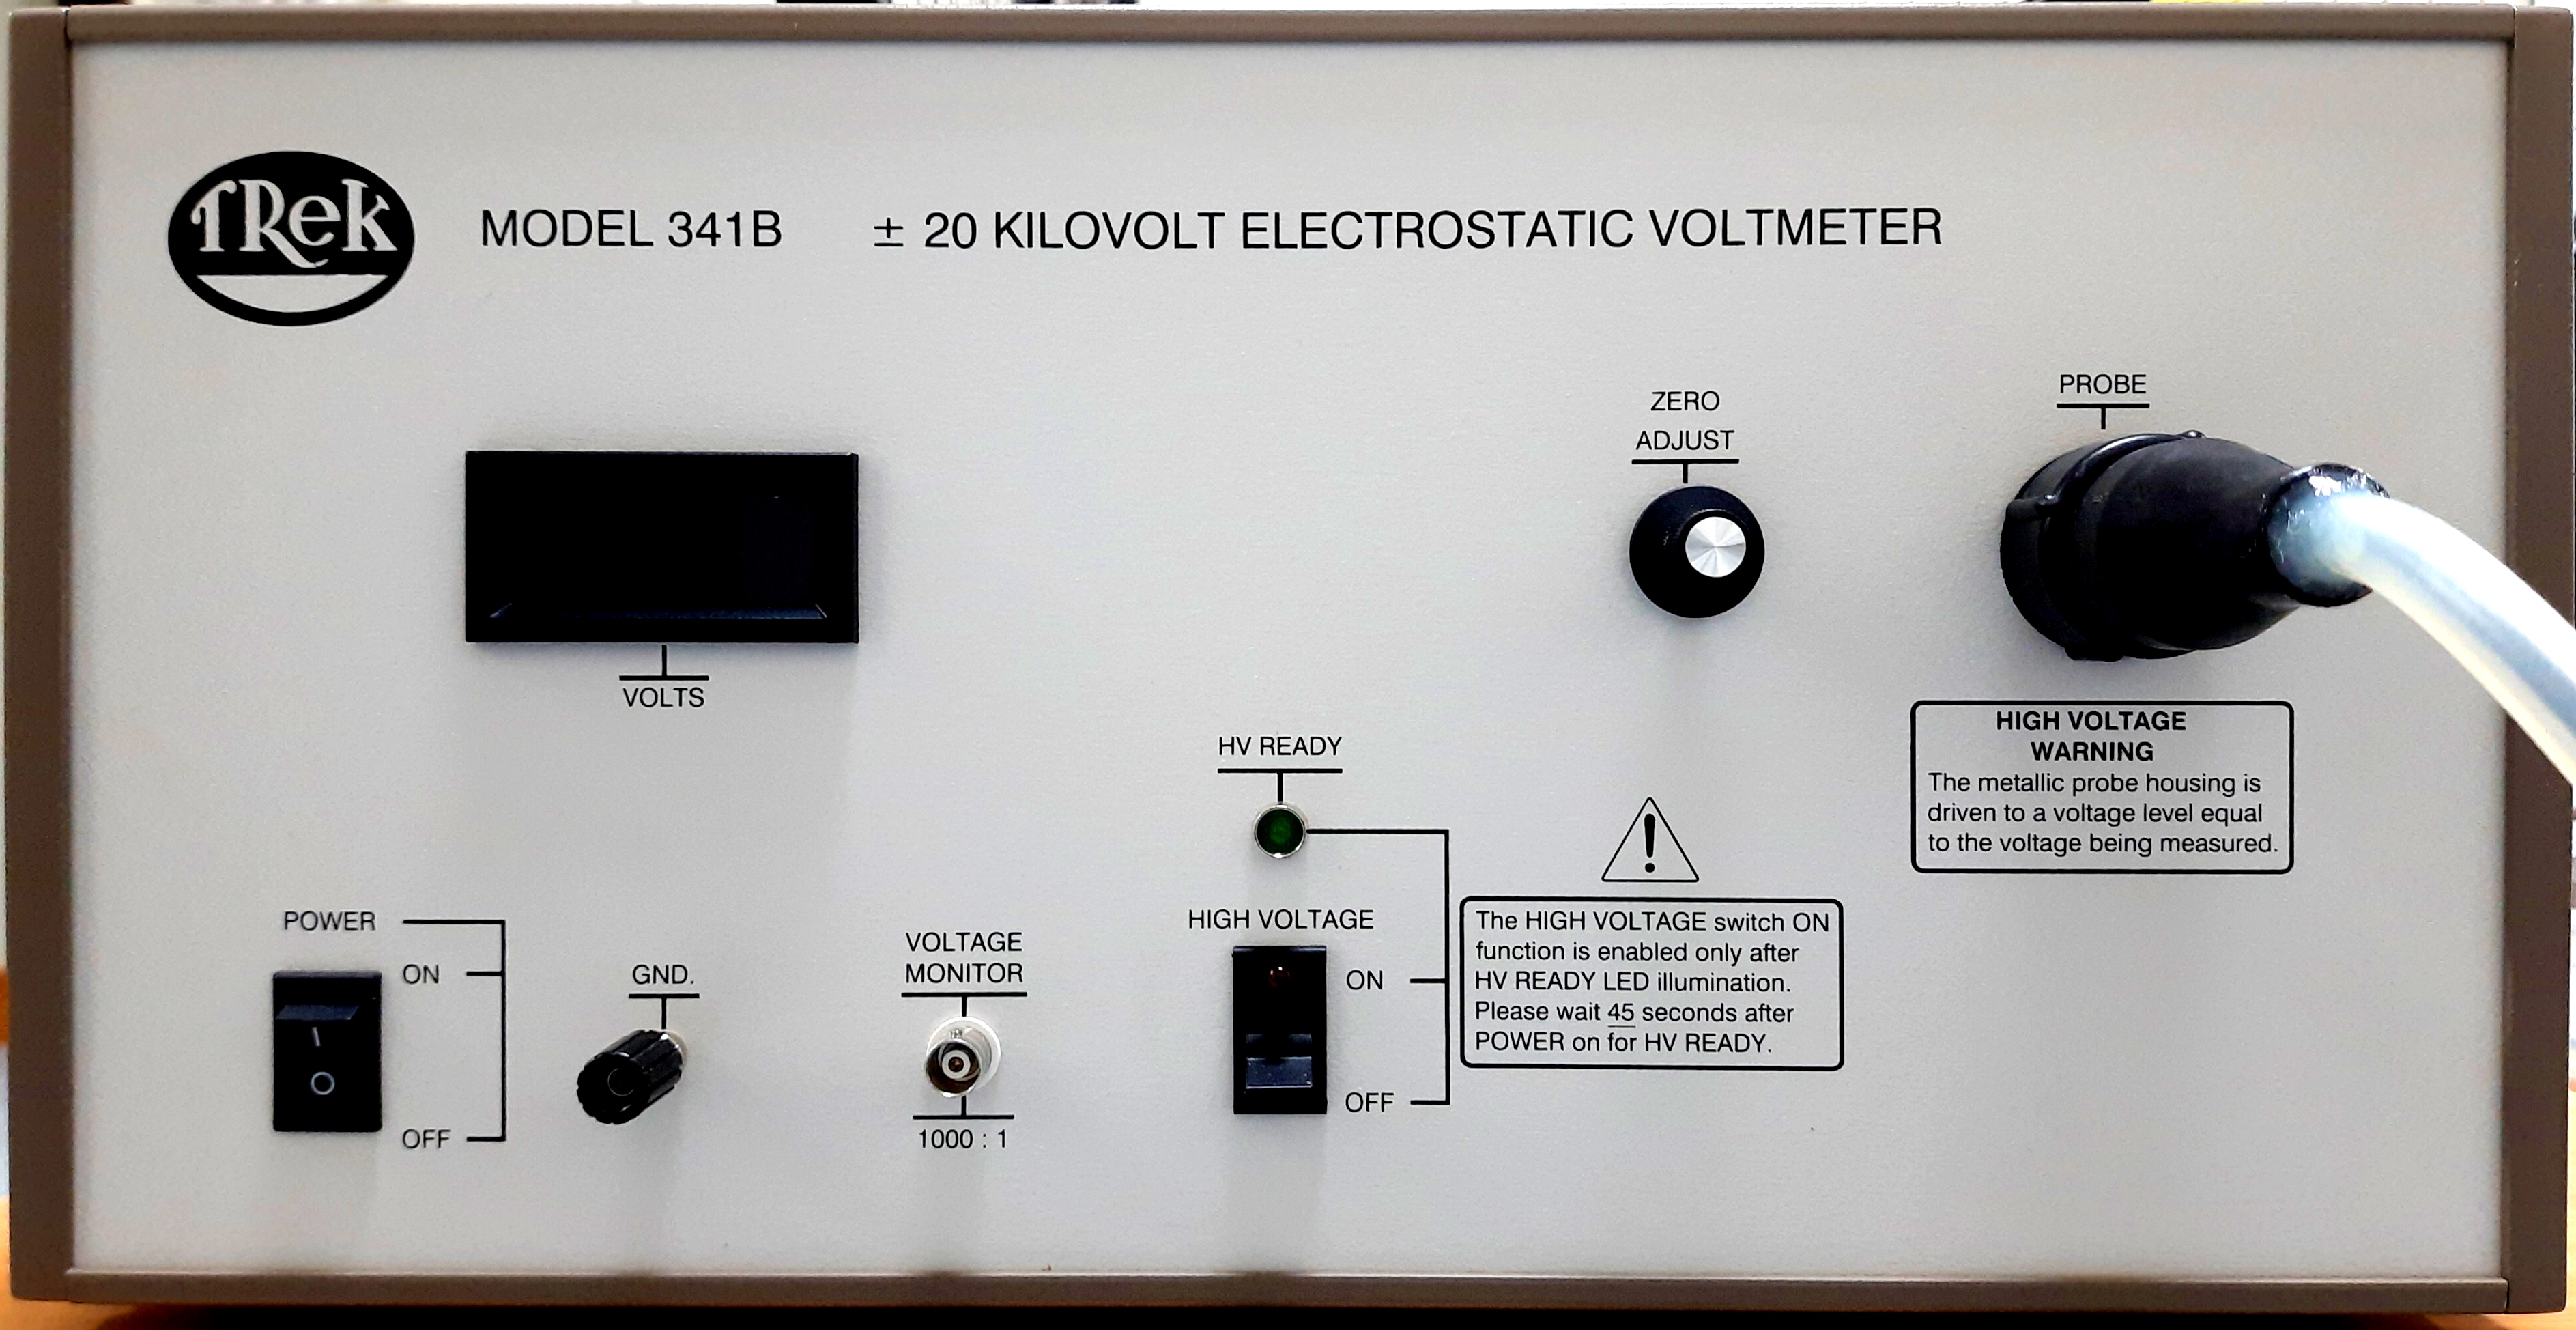 TRek
MODEL 341B ± 20 KILOVOLT ELECTROSTATIC VOLTMETER
VOLTS
ZERO
ADJUST
PROBE
HIGH VOLTAGE
WARNING
The metallic probe housing is
driven to a voltage level equal
to the voltage being measured.
HV READY
POWER
ON
OFF
GND.
VOLTAGE
MONITOR
1000 : 1
HIGH VOLTAGE
ON
OFF
The HIGH VOLTAGE switch ON
function is enabled only after
HV READY LED illumination.
Please wait 45 seconds after
POWER on for HV READY.